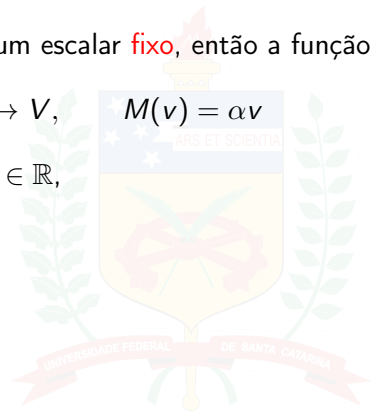 um escalar fixo, então a função
→ V, M(v) = αv
∈ ℝ,
ARS ET SCIENTIA
UNIVERSIDADE FEDERAL DE SANTA CATARINA